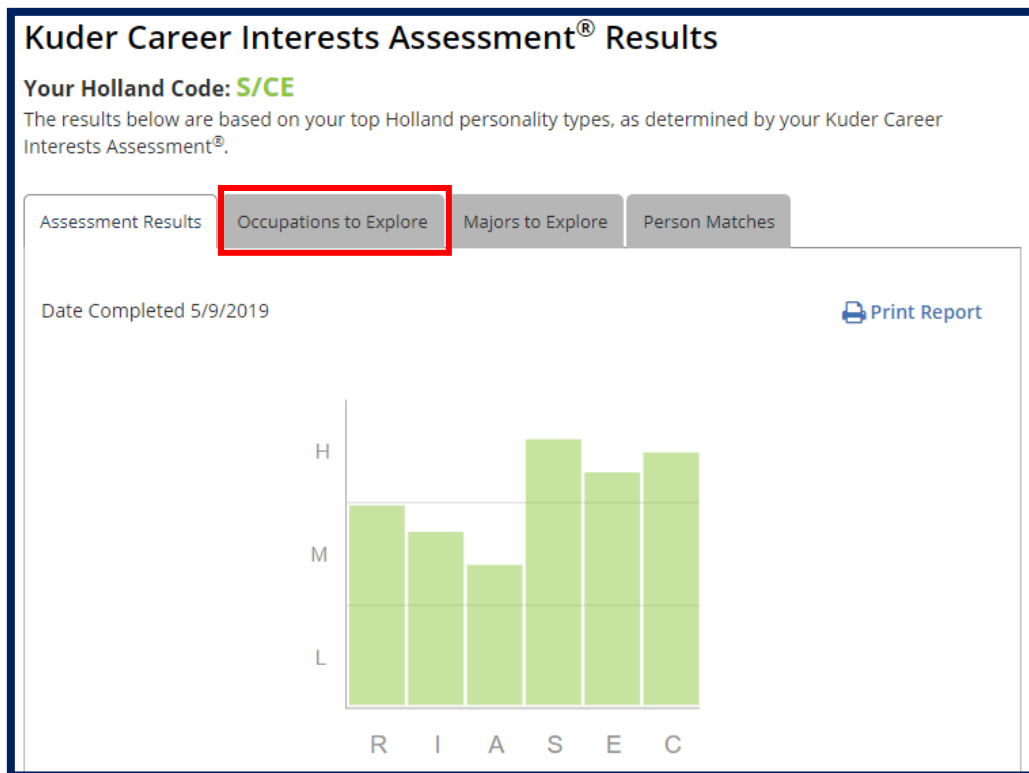 Kuder Career Interests Assessment® Results
Your Holland Code: S/CE
The results below are based on your top Holland personality types, as determined by your Kuder Career
Interests Assessment®.
Assessment Results Occupations to Explore Majors to Explore Person Matches
Date Completed 5/9/2019 Print Report
H
M
L
R I A S E C